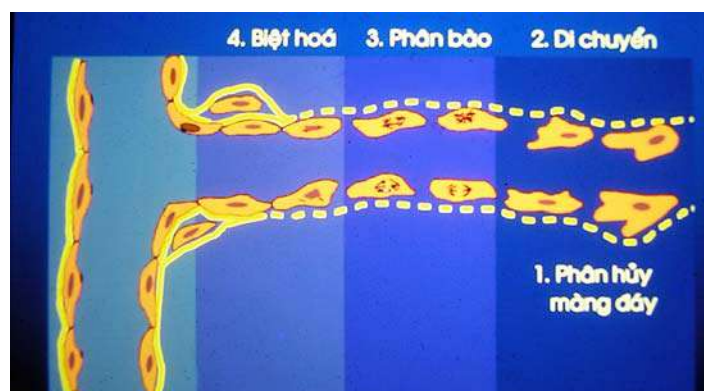 4. Biệt hoá
3. Phân bào
2. Di chuyển
1. Phân hủy
màng đáy